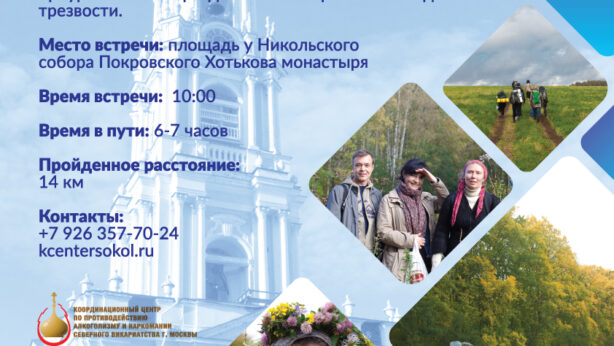 трезвости.
Место встречи: площадь у Никольского
собора Покровского Хотькова монастыря
Время встречи: 10:00
Время в пути: 6-7 часов
Пройденное расстояние:
14 км
Контакты:
+7 926 357-70-24
kcentersokol.ru
КООРДИНАЦИОННЫЙ ЦЕНТР
ПО ПРОТИВОДЕЙСТВИЮ
АЛКОГОЛИЗМУ И НАРКОМАНИИ
СЕВЕРНОГО ВИКАРИАТСТВА Г. МОСКВЫ